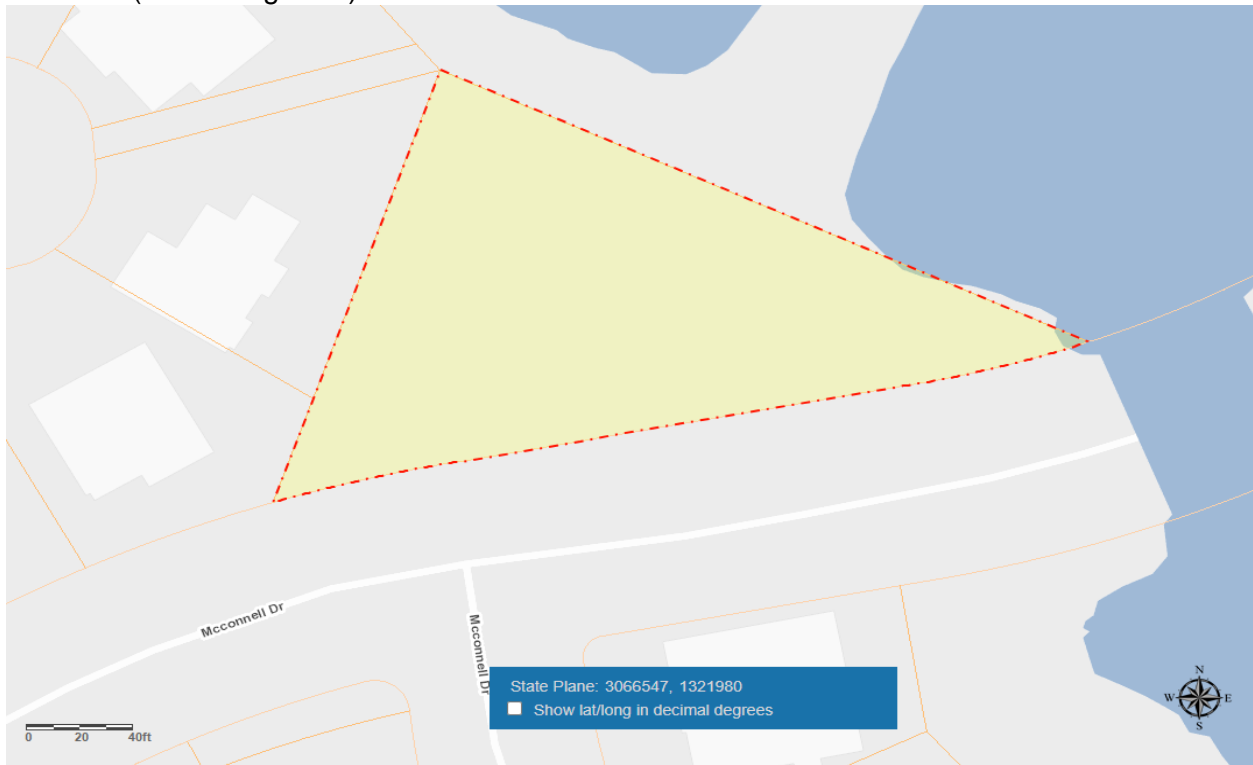 Mcconnell Dr
Mcconnell Dr
State Plane: 3066547, 1321980
Show lat/long in decimal degrees
0 20 40ft
N
W E
S